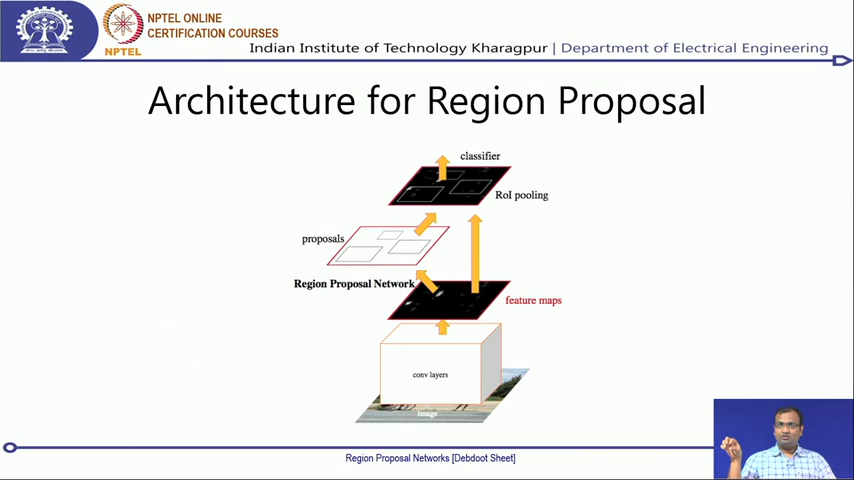 NPTEL ONLINE
CERTIFICATION COURSES
NPTEL
Indian Institute of Technology Kharagpur | Department of Electrical Engineering
Architecture for Region Proposal
classifier
RoI pooling
proposals
Region Proposal Network
feature maps
conv layers
image
Region Proposal Networks [Debdoot Sheet]